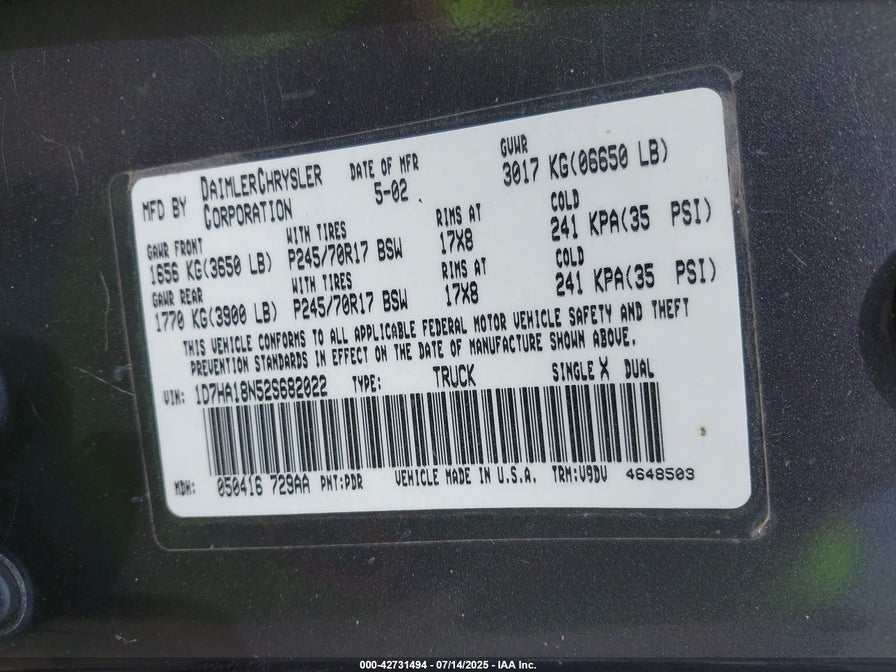 MFD BY DAIMLERCHRYSLER CORPORATION DATE OF MFR 5-02 GVWR 3017 KG(06650 LB)
GAWR FRONT WITH TIRES RIMS AT COLD
1656 KG(3650 LB) P245/70R17 BSW 17X8 241 KPA(35 PSI)
GAWR REAR WITH TIRES RIMS AT COLD
1770 KG(3900 LB) P245/70R17 BSW 17X8 241 KPA(35 PSI)
THIS VEHICLE CONFORMS TO ALL APPLICABLE FEDERAL MOTOR VEHICLE SAFETY AND THEFT
PREVENTION STANDARDS IN EFFECT ON THE DATE OF MANUFACTURE SHOWN ABOVE.
VIN: 1D7HA18N52S682022 TYPE: TRUCK SINGLE X DUAL
MDH: 050416 729AA PNT:PDR VEHICLE MADE IN U.S.A. TRM:V9DV 4648503
000-42731494 - 07/14/2025 - IAA Inc.